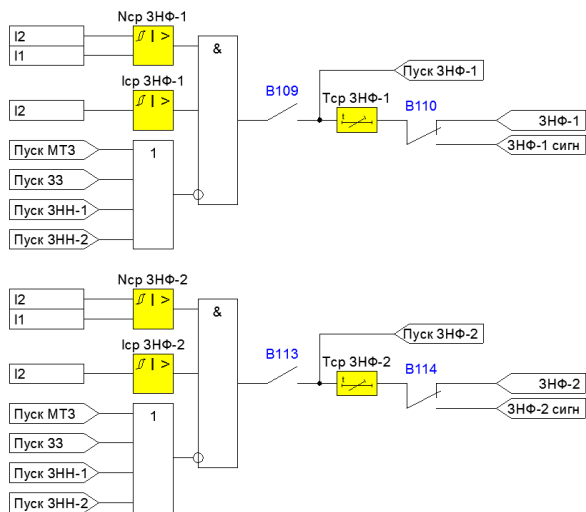 Nср ЗНФ-1
I2
I >
I1
&
Пуск ЗНФ-1
Iср ЗНФ-1
B109
Tср ЗНФ-1
B110
I2
I >
t
ЗНФ-1
ЗНФ-1 сигн
Пуск МТЗ
1
Пуск ЗЗ
Пуск ЗНН-1
Пуск ЗНН-2
Nср ЗНФ-2
I2
I >
I1
&
Пуск ЗНФ-2
Iср ЗНФ-2
B113
Tср ЗНФ-2
B114
I2
I >
t
ЗНФ-2
ЗНФ-2 сигн
Пуск МТЗ
1
Пуск ЗЗ
Пуск ЗНН-1
Пуск ЗНН-2